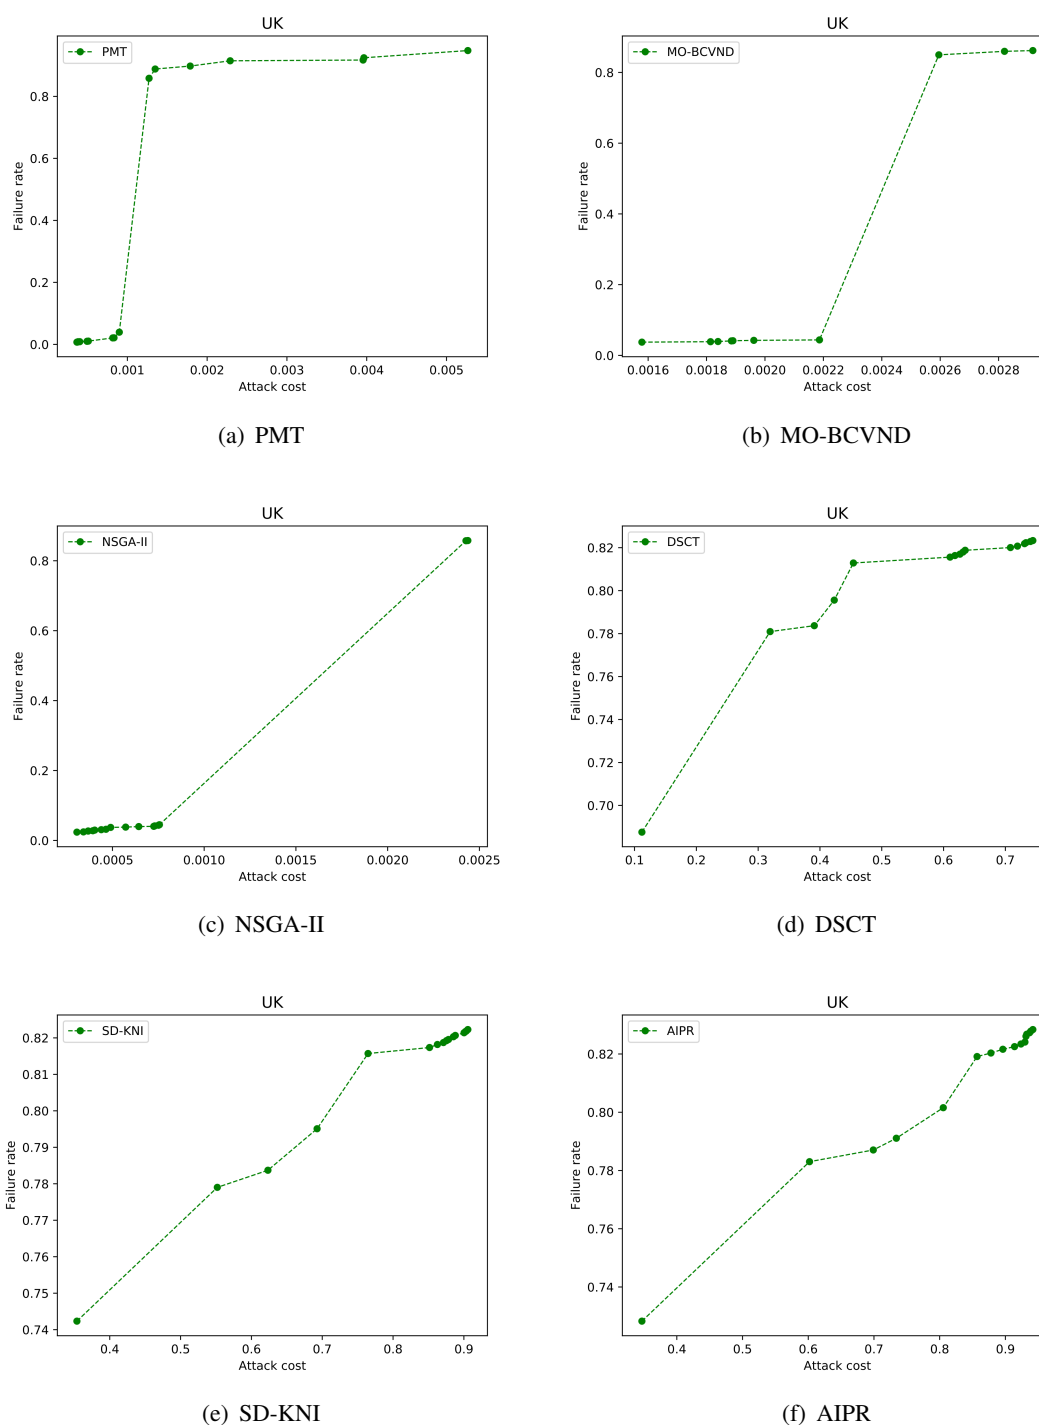 UK
PMT
0.8
0.6
0.4
0.2
0.0
Failure rate
0.001 0.002 0.003 0.004 0.005
Attack cost
(a) PMT
UK
MO-BCVND
0.8
0.6
0.4
0.2
0.0
Failure rate
0.0016 0.0018 0.0020 0.0022 0.0024 0.0026 0.0028
Attack cost
(b) MO-BCVND
UK
NSGA-II
0.8
0.6
0.4
0.2
0.0
Failure rate
0.0005 0.0010 0.0015 0.0020 0.0025
Attack cost
(c) NSGA-II
UK
DSCT
0.82
0.80
0.78
0.76
0.74
0.72
0.70
Failure rate
0.1 0.2 0.3 0.4 0.5 0.6 0.7
Attack cost
(d) DSCT
UK
SD-KNI
0.82
0.81
0.80
0.79
0.78
0.77
0.76
0.75
0.74
Failure rate
0.4 0.5 0.6 0.7 0.8 0.9
Attack cost
(e) SD-KNI
UK
AIPR
0.82
0.80
0.78
0.76
0.74
Failure rate
0.4 0.5 0.6 0.7 0.8 0.9
Attack cost
(f) AIPR